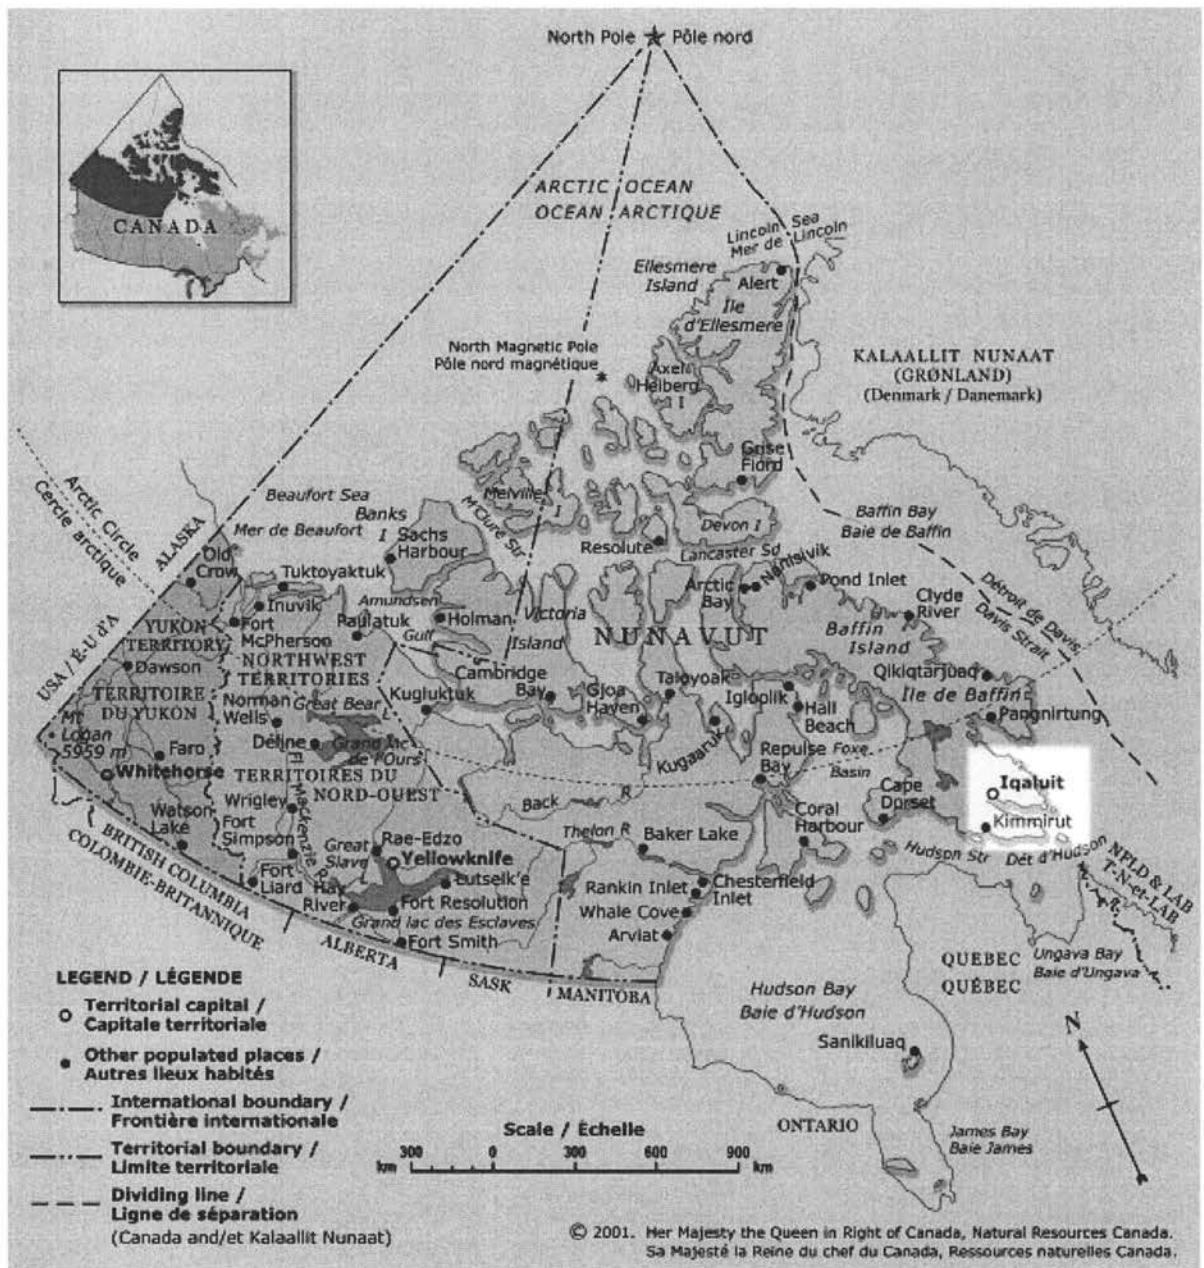 North Pole ★ Pôle nord
CANADA
ARCTIC OCEAN
OCEAN ARCTIQUE
Lincoln Sea
Mer de Lincoln
Ellesmere
Island
Alert
Île
d'Ellesmere
North Magnetic Pole
Pôle nord magnétique
Axel
Heiberg
I
KALAALLIT NUNAAT
(GRØNLAND)
(Denmark / Danemark)
Grise
Fiord
Arctic Circle
Cercle arctique
ALASKA
USA / É-U d'A
Beaufort Sea
Mer de Beaufort
Banks
I
Sachs
Harbour
M'Clure Str
Melville
I
Devon I
Resolute
Lancaster Sd
Baffin Bay
Baie de Baffin
Détroit de Davis
Davis Strait
Old
Crow
Tuktoyaktuk
Inuvik
Fort
McPherson
Amundsen
Gulf
Paulatuk
Holman
Victoria
Island
Arctic
Bay
Nanisivik
Pond Inlet
Clyde
River
NUNAVUT
Baffin
Island
Île de Baffin
Qikiqtarjuaq
Pangnirtung
YUKON
TERRITORY
Dawson
TERRITOIRE
DU YUKON
Mt
Logan
5959 m
Faro
Whitehorse
Watson
Lake
NORTHWEST
TERRITORIES
Norman
Wells
Great Bear
L
Déline
Grand lac
de l'Ours
TERRITOIRES DU
NORD-OUEST
Kugluktuk
Cambridge
Bay
Gjoa
Haven
Taloyoak
Kugaaruk
Igloolik
Hall
Beach
Repulse
Bay
Foxe
Basin
Iqaluit
Kimmirut
Cape
Dorset
Coral
Harbour
Hudson Str
Dét d'Hudson
NFLD & LAB
T-N-et-LAB
Wrigley
Fort
Simpson
Fl Mackenzie R
Fort
Liard
Back R
Thelon R
Baker Lake
Great
Slave
Rae-Edzo
Yellowknife
Lutselk'e
Hay
River
Fort Resolution
Grand lac des Esclaves
Fort Smith
Rankin Inlet
Chesterfield
Inlet
Whale Cove
Arviat
BRITISH COLUMBIA
COLOMBIE-BRITANNIQUE
ALBERTA
SASK
MANITOBA
QUEBEC
QUÉBEC
Ungava Bay
Baie d'Ungava
Hudson Bay
Baie d'Hudson
Sanikiluaq
ONTARIO
James Bay
Baie James
N
LEGEND / LÉGENDE
Territorial capital /
Capitale territoriale
Other populated places /
Autres lieux habités
International boundary /
Frontière internationale
Territorial boundary /
Limite territoriale
Dividing line /
Ligne de séparation
(Canada and/et Kalaallit Nunaat)
Scale / Échelle
km 300 0 300 600 900 km
© 2001. Her Majesty the Queen in Right of Canada, Natural Resources Canada.
Sa Majesté la Reine du chef du Canada, Ressources naturelles Canada.